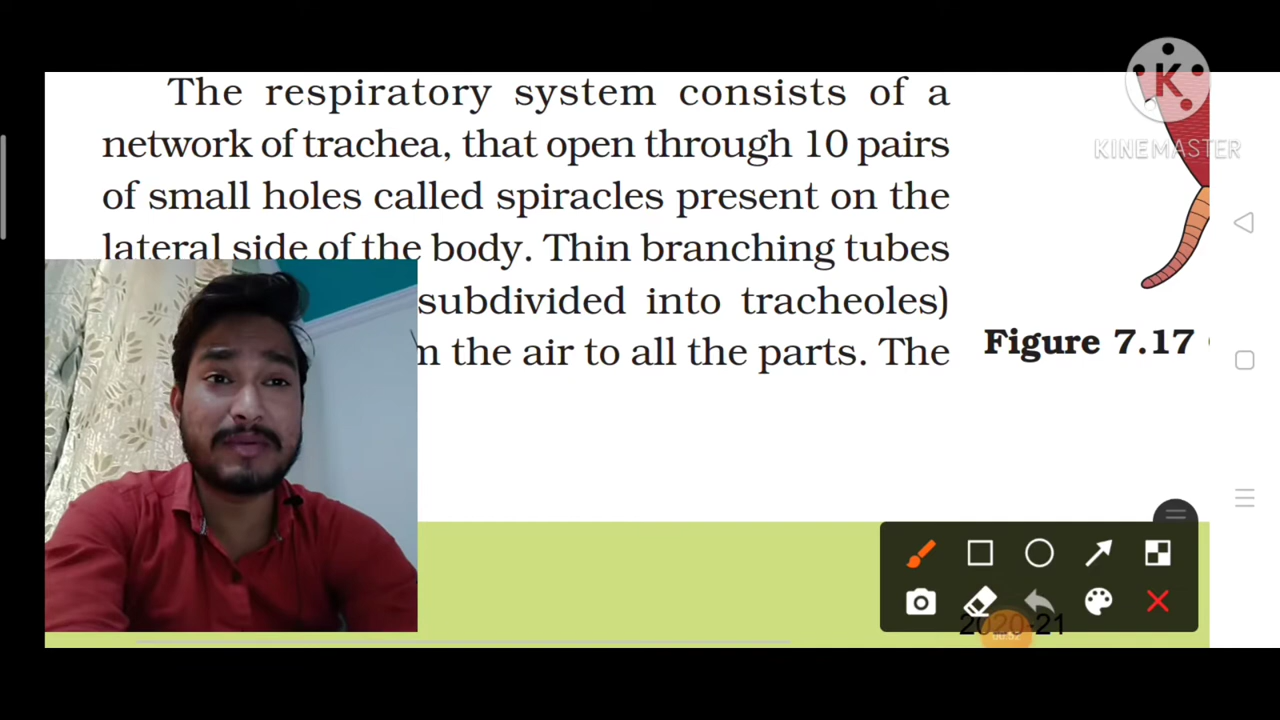 The respiratory system consists of a
network of trachea, that open through 10 pairs
of small holes called spiracles present on the
lateral side of the body. Thin branching tubes
subdivided into tracheoles)
the air to all the parts. The
Figure 7.17
K
KINEMASTER
2020-21
00:52